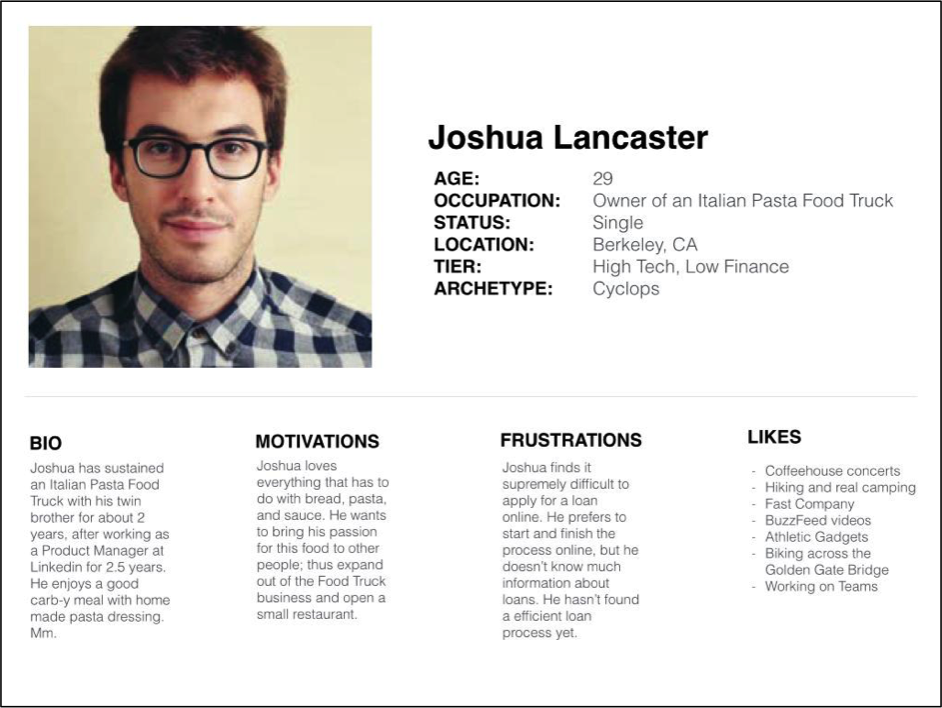 Joshua Lancaster
AGE: 29
OCCUPATION: Owner of an Italian Pasta Food Truck
STATUS: Single
LOCATION: Berkeley, CA
TIER: High Tech, Low Finance
ARCHETYPE: Cyclops
BIO
Joshua has sustained
an Italian Pasta Food
Truck with his twin
brother for about 2
years, after working as
a Product Manager at
Linkedin for 2.5 years.
He enjoys a good
carb-y meal with home
made pasta dressing.
Mm.
MOTIVATIONS
Joshua loves
everything that has to
do with bread, pasta,
and sauce. He wants
to bring his passion
for this food to other
people; thus expand
out of the Food Truck
business and open a
small restaurant.
FRUSTRATIONS
Joshua finds it
supremely difficult to
apply for a loan
online. He prefers to
start and finish the
process online, but he
doesn't know much
information about
loans. He hasn't found
a efficient loan
process yet.
LIKES
- Coffeehouse concerts
- Hiking and real camping
- Fast Company
- BuzzFeed videos
- Athletic Gadgets
- Biking across the
Golden Gate Bridge
- Working on Teams